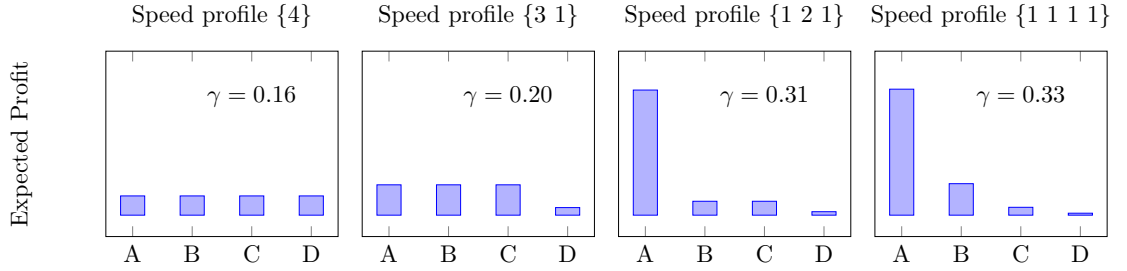 Speed profile {4}
Speed profile {3 1}
Speed profile {1 2 1}
Speed profile {1 1 1 1}
Expected Profit
γ = 0.16
γ = 0.20
γ = 0.31
γ = 0.33
A B C D
A B C D
A B C D
A B C D